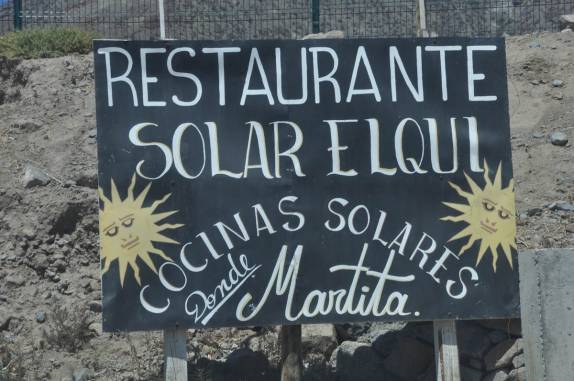 RESTAURANTE
SOLAR ELQUI
COCINAS SOLARES
Donde
Martita.